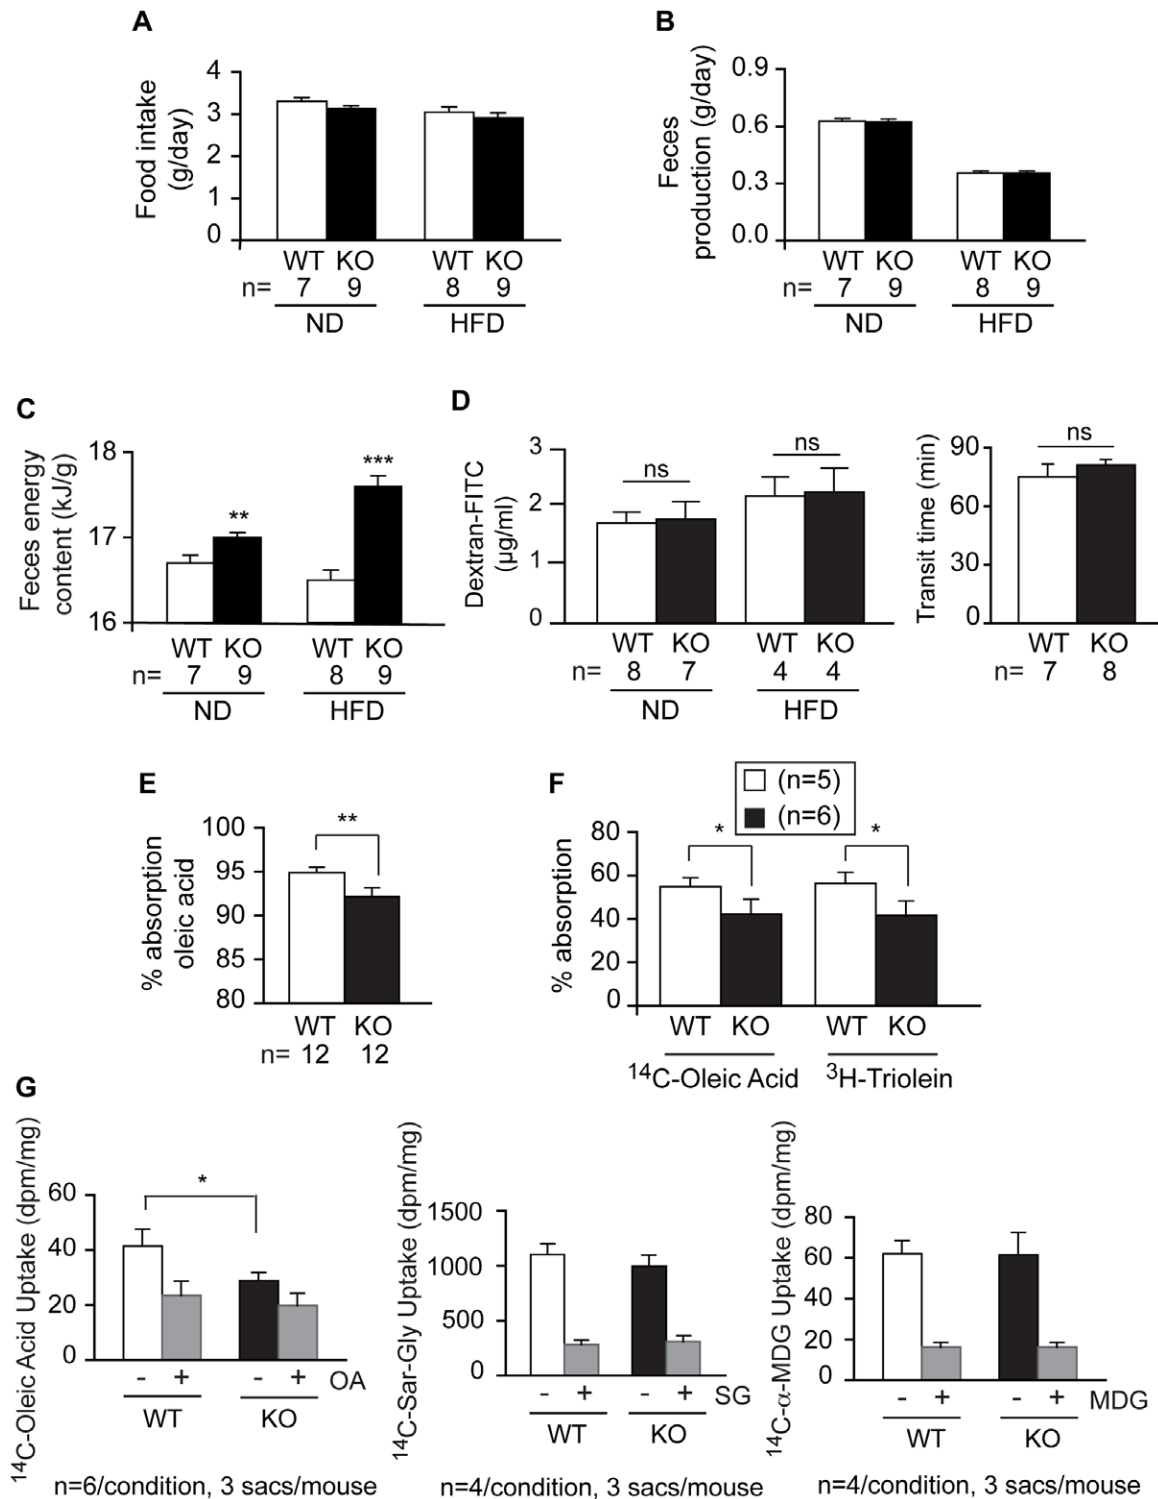 A
Food intake
(g/day)
4
3
2
1
0
WT KO WT KO
n= 7 9 8 9
ND HFD
B
Feces
production (g/day)
0.9
0.6
0.3
0.0
WT KO WT KO
n= 7 9 8 9
ND HFD
C
Feces energy
content (kJ/g)
18
17
16
** ***
WT KO WT KO
n= 7 9 8 9
ND HFD
D
Dextran-FITC
(µg/ml)
3
2
1
0
ns ns
WT KO WT KO
n= 8 7 4 4
ND HFD
Transit time (min)
90
60
30
0
ns
WT KO
n= 7 8
E
% absorption
oleic acid
100
95
90
85
80
**
WT KO
n= 12 12
F
(n=5)
(n=6)
% absorption
80
60
40
20
0
* *
WT KO WT KO
14C-Oleic Acid 3H-Triolein
G
14C-Oleic Acid Uptake (dpm/mg)
60
40
20
0
*
- + - + OA
WT KO
n=6/condition, 3 sacs/mouse
14C-Sar-Gly Uptake (dpm/mg)
1500
1000
500
0
- + - + SG
WT KO
n=4/condition, 3 sacs/mouse
14C-α-MDG Uptake (dpm/mg)
80
60
40
20
0
- + - + MDG
WT KO
n=4/condition, 3 sacs/mouse